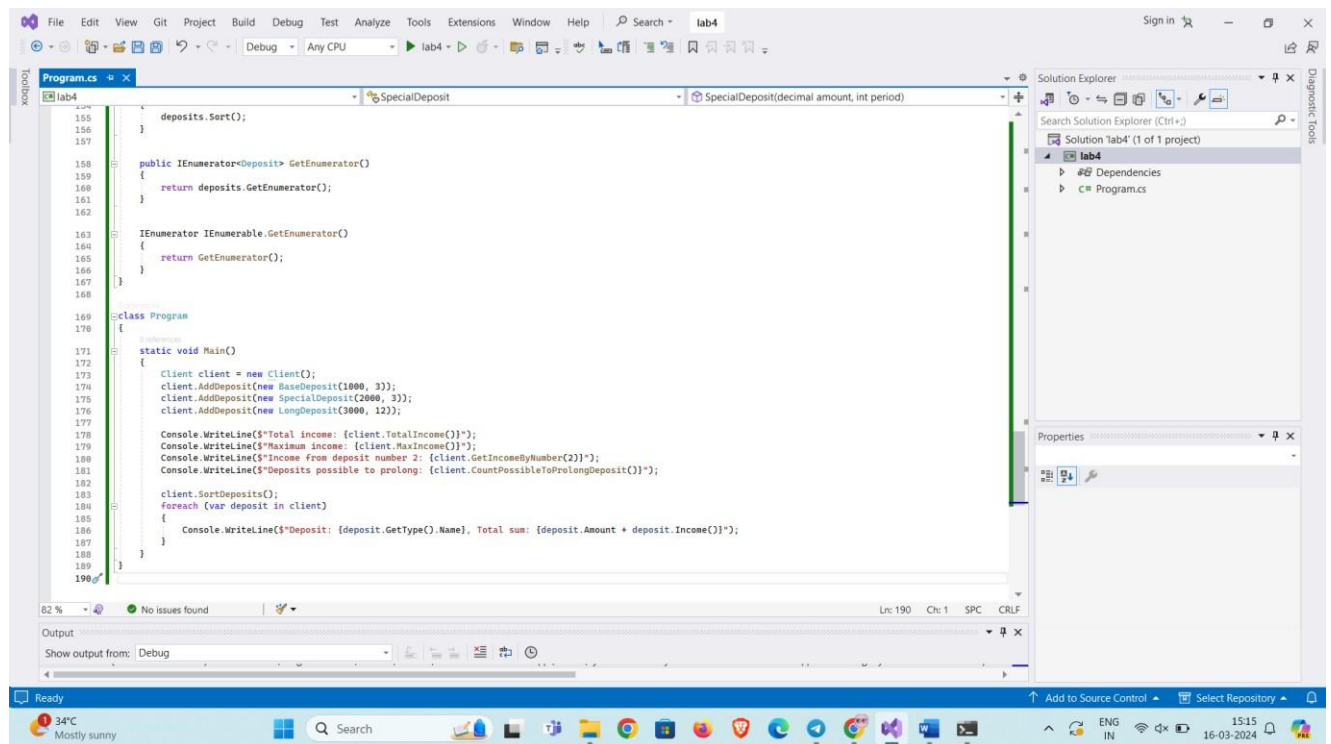 File Edit View Git Project Build Debug Test Analyze Tools Extensions Window Help Search lab4 Sign in
Debug Any CPU lab4
Toolbox
Program.cs
lab4 SpecialDeposit SpecialDeposit(decimal amount, int period)
154 {
155 deposits.Sort();
156 }
157
158 public IEnumerator<Deposit> GetEnumerator()
159 {
160 return deposits.GetEnumerator();
161 }
162
163 IEnumerator IEnumerable.GetEnumerator()
164 {
165 return GetEnumerator();
166 }
167 }
168
0 references
169 class Program
170 {
0 references
171 static void Main()
172 {
173 Client client = new Client();
174 client.AddDeposit(new BaseDeposit(1000, 3));
175 client.AddDeposit(new SpecialDeposit(2000, 3));
176 client.AddDeposit(new LongDeposit(3000, 12));
177
178 Console.WriteLine($"Total income: {client.TotalIncome()}");
179 Console.WriteLine($"Maximum income: {client.MaxIncome()}");
180 Console.WriteLine($"Income from deposit number 2: {client.GetIncomeByNumber(2)}");
181 Console.WriteLine($"Deposits possible to prolong: {client.CountPossibleToProlongDeposit()}");
182
183 client.SortDeposits();
184 foreach (var deposit in client)
185 {
186 Console.WriteLine($"Deposit: {deposit.GetType().Name}, Total sum: {deposit.Amount + deposit.Income()}");
187 }
188 }
189 }
190
82 % No issues found Ln: 190 Ch: 1 SPC CRLF
Output
Show output from: Debug
Solution Explorer
Search Solution Explorer (Ctrl+;)
Solution 'lab4' (1 of 1 project)
lab4
Dependencies
C# Program.cs
Properties
Diagnostic Tools
Ready Add to Source Control Select Repository
1 34°C
Mostly sunny
Search
ENG
IN
15:15
16-03-2024